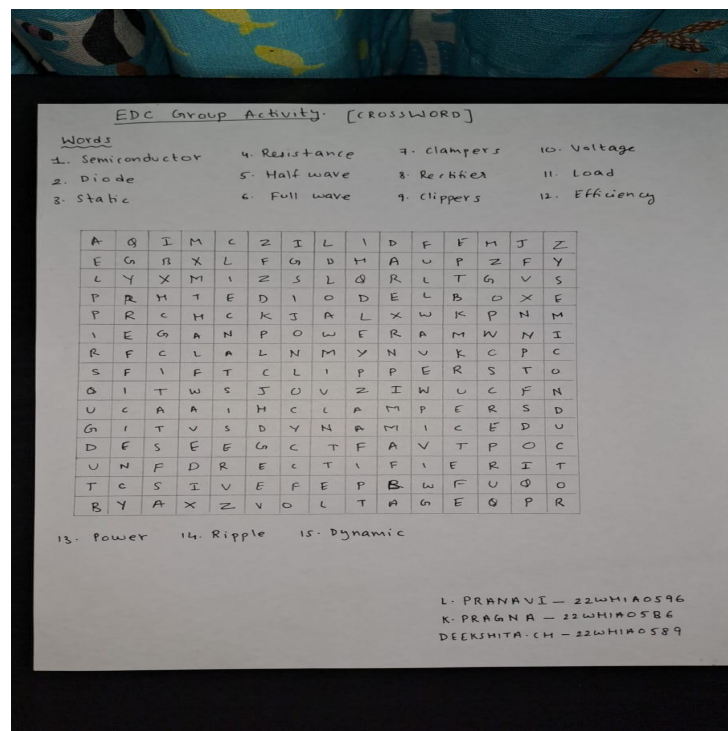 EDC Group Activity. [CROSSWORD]
Words
1. Semiconductor 4. Resistance 7. Clampers 10. Voltage
2. Diode 5. Half wave 8. Rectifier 11. Load
3. Static 6. Full wave 9. Clippers 12. Efficiency
A Q I M C Z I L I D F F H J Z
E G B X L F G D H A U P Z F Y
L Y X M I Z S L Q R L T G V S
P R H T E D I O D E L B O X E
P R C H C K J A L X W K P N M
I E G A N P O W E R A M W N I
R F C L A L N M Y N V K C P C
S F I F T C L I P P E R S T O
Q I T W S J O V Z I W U C F N
U C A A I H C L A M P E R S D
G I T V S D Y N A M I C E D U
D E S E E G C T F A V T P O C
U N F D R E C T I F I E R I T
T C S I V E F E P B W F U Q O
B Y A X Z V O L T A G E Q P R
13. Power 14. Ripple 15. Dynamic
L. PRANAVI - 22WH1A0596
K. PRAGNA - 22WH1A05B6
DEEKSHITA.CH - 22WH1A0589